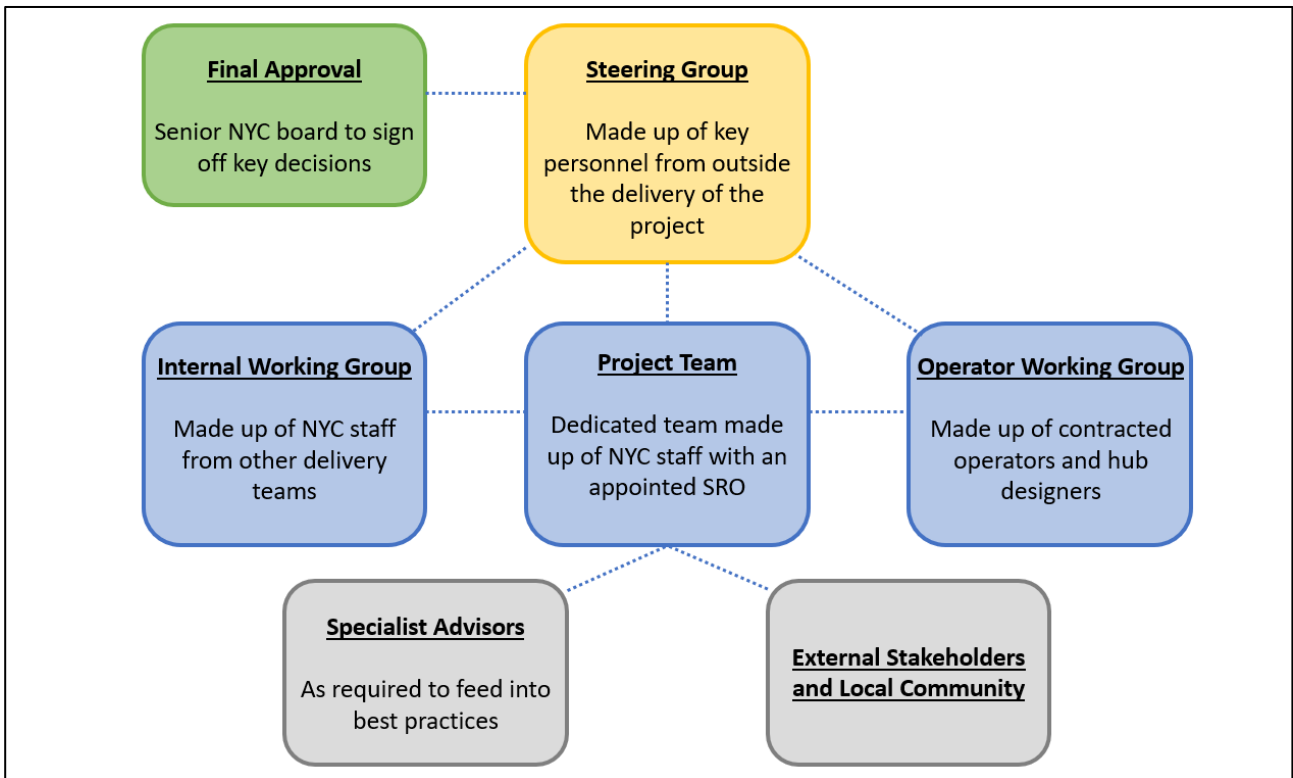 Final Approval
Senior NYC board to sign
off key decisions
Steering Group
Made up of key
personnel from outside
the delivery of the
project
Internal Working Group
Made up of NYC staff
from other delivery
teams
Project Team
Dedicated team made
up of NYC staff with an
appointed SRO
Operator Working Group
Made up of contracted
operators and hub
designers
Specialist Advisors
As required to feed into
best practices
External Stakeholders
and Local Community